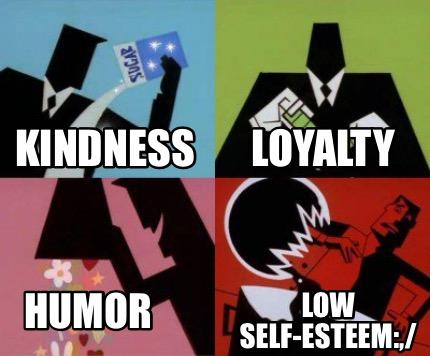 SUGAR
KINDNESS
LOYALTY
HUMOR
LOW
SELF-ESTEEM:,/